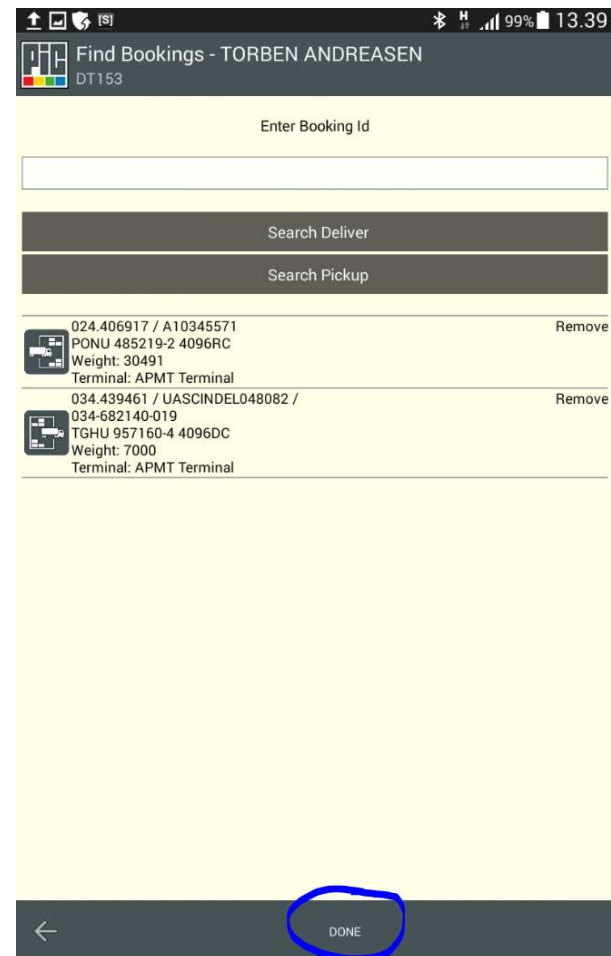 99% 13.39
Find Bookings - TORBEN ANDREASEN
DT153
Enter Booking Id
Search Deliver
Search Pickup
024.406917 / A10345571 Remove
PONU 485219-2 4096RC
Weight: 30491
Terminal: APMT Terminal
034.439461 / UASCINDEL048082 / Remove
034-682140-019
TGHU 957160-4 4096DC
Weight: 7000
Terminal: APMT Terminal
DONE